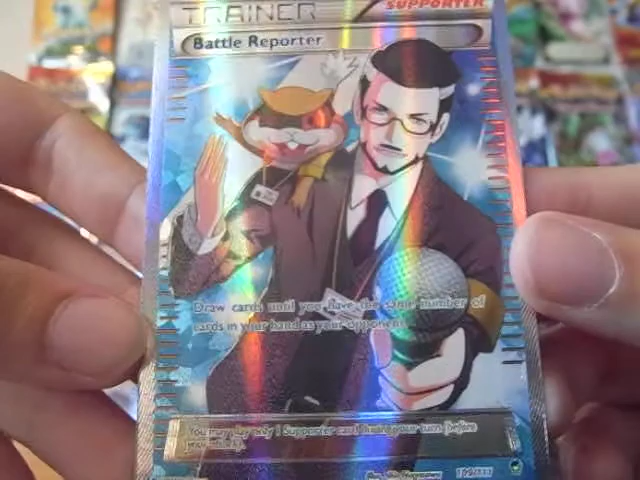 TRAINER
SUPPORTER
Battle Reporter
Draw cards until you have the same number of
cards in your hand as your opponent.
You may play only 1 Supporter card during your turn (before
your attack).